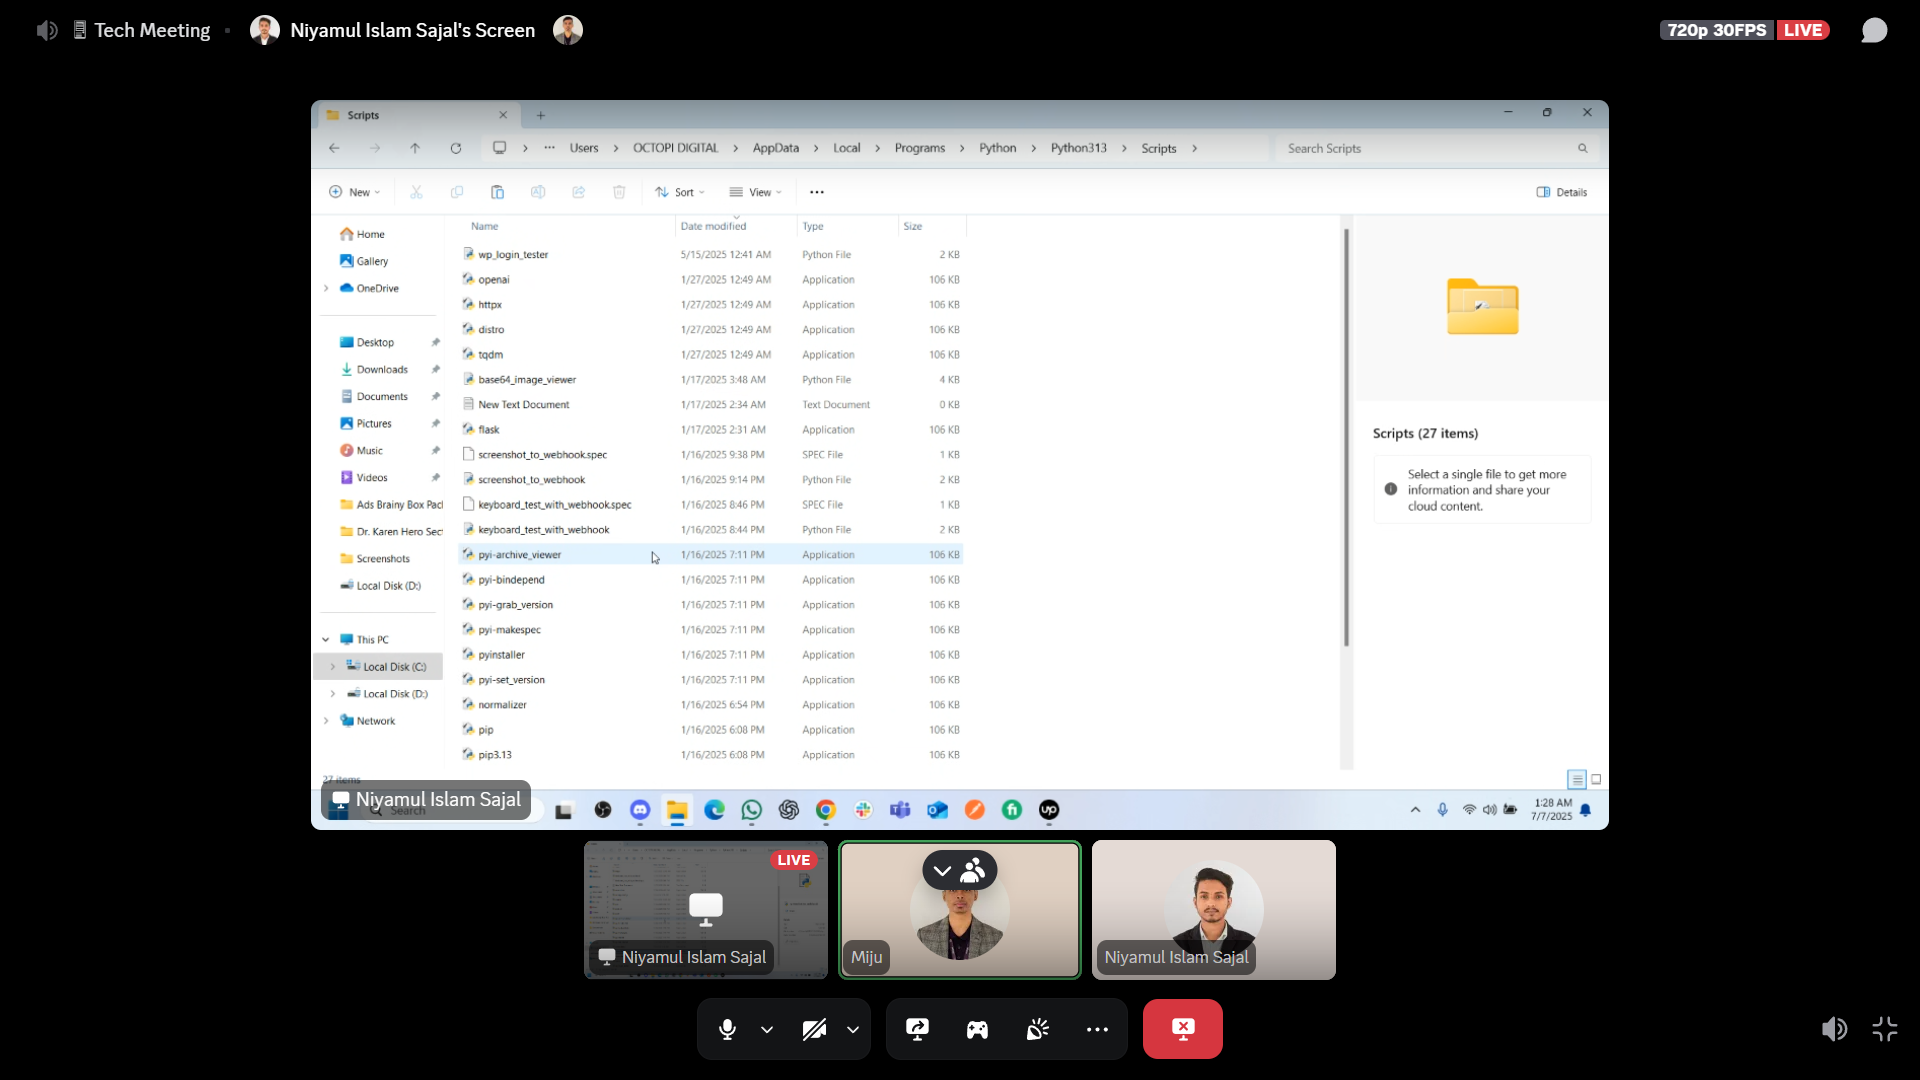 Tech Meeting
Niyamul Islam Sajal's Screen
720p 30FPS LIVE
Scripts
Users > OCTOPI DIGITAL > AppData > Local > Programs > Python > Python313 > Scripts >
Search Scripts
New
Sort
View
Details
Home
Gallery
OneDrive
Desktop
Downloads
Documents
Pictures
Music
Videos
Ads Brainy Box Pacl
Dr. Karen Hero Sect
Screenshots
Local Disk (D:)
This PC
Local Disk (C:)
Local Disk (D:)
Network
Name Date modified Type Size
wp_login_tester 5/15/2025 12:41 AM Python File 2 KB
openai 1/27/2025 12:49 AM Application 106 KB
httpx 1/27/2025 12:49 AM Application 106 KB
distro 1/27/2025 12:49 AM Application 106 KB
tqdm 1/27/2025 12:49 AM Application 106 KB
base64_image_viewer 1/17/2025 3:48 AM Python File 4 KB
New Text Document 1/17/2025 2:34 AM Text Document 0 KB
flask 1/17/2025 2:31 AM Application 106 KB
screenshot_to_webhook.spec 1/16/2025 9:38 PM SPEC File 1 KB
screenshot_to_webhook 1/16/2025 9:14 PM Python File 2 KB
keyboard_test_with_webhook.spec 1/16/2025 8:46 PM SPEC File 1 KB
keyboard_test_with_webhook 1/16/2025 8:44 PM Python File 2 KB
pyi-archive_viewer 1/16/2025 7:11 PM Application 106 KB
pyi-bindepend 1/16/2025 7:11 PM Application 106 KB
pyi-grab_version 1/16/2025 7:11 PM Application 106 KB
pyi-makespec 1/16/2025 7:11 PM Application 106 KB
pyinstaller 1/16/2025 7:11 PM Application 106 KB
pyi-set_version 1/16/2025 7:11 PM Application 106 KB
normalizer 1/16/2025 6:54 PM Application 106 KB
pip 1/16/2025 6:08 PM Application 106 KB
pip3.13 1/16/2025 6:08 PM Application 106 KB
Scripts (27 items)
Select a single file to get more
information and share your
cloud content.
27 items
Niyamul Islam Sajal
Search
up
1:28 AM
7/7/2025
LIVE
Niyamul Islam Sajal
Miju
Niyamul Islam Sajal